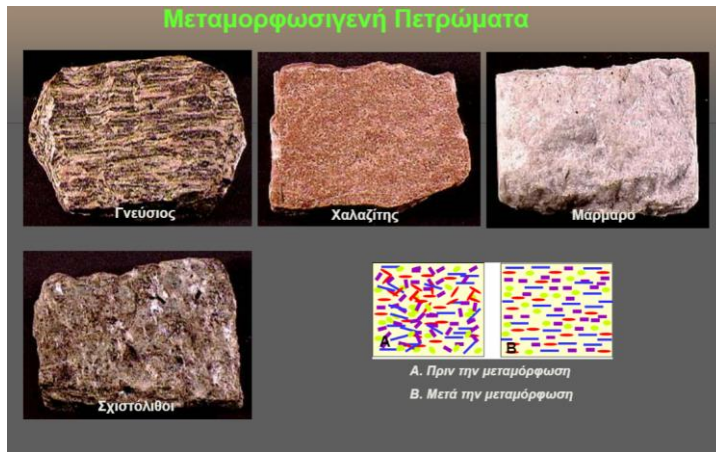 Μεταμορφωσιγενή Πετρώματα
Γνεύσιος
Χαλαζίτης
Μάρμαρο
Σχιστόλιθοι
A
B
Α. Πριν την μεταμόρφωση
Β. Μετά την μεταμόρφωση